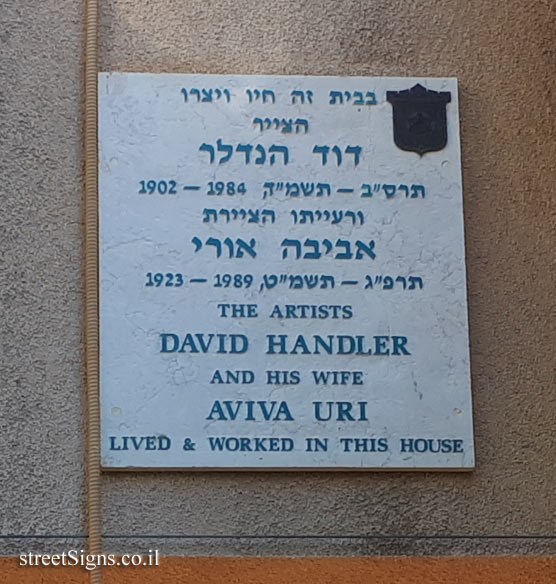 בבית זה חיו ויצרו
הצייר
דוד הנדלר
תרס"ב – תשמ"ד, 1984 – 1902
ורעייתו הציירת
אביבה אורי
תרפ"ג – תשמ"ט, 1989 – 1923
THE ARTISTS
DAVID HANDLER
AND HIS WIFE
AVIVA URI
LIVED & WORKED IN THIS HOUSE
streetSigns.co.il